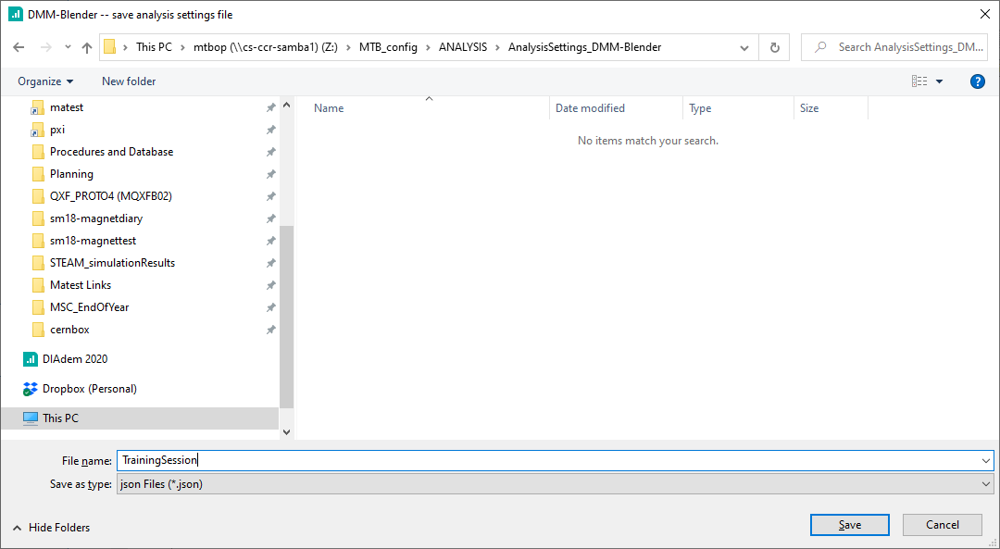 DMM-Blender -- save analysis settings file
This PC > mtbop (\\cs-ccr-samba1) (Z:) > MTB_config > ANALYSIS > AnalysisSettings_DMM-Blender
Search AnalysisSettings_DM...
Organize
New folder
?
matest
pxi
Procedures and Database
Planning
QXF_PROTO4 (MQXFB02)
sm18-magnetdiary
sm18-magnettest
STEAM_simulationResults
Matest Links
MSC_EndOfYear
cernbox
DIAdem 2020
Dropbox (Personal)
This PC
Name Date modified Type Size
No items match your search.
File name: TrainingSession
Save as type: json Files (*.json)
Hide Folders
Save
Cancel